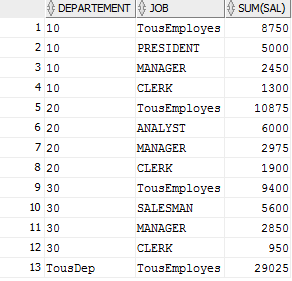 DEPARTEMENT JOB SUM(SAL)
1 10 TousEmployes 8750
2 10 PRESIDENT 5000
3 10 MANAGER 2450
4 10 CLERK 1300
5 20 TousEmployes 10875
6 20 ANALYST 6000
7 20 MANAGER 2975
8 20 CLERK 1900
9 30 TousEmployes 9400
10 30 SALESMAN 5600
11 30 MANAGER 2850
12 30 CLERK 950
13 TousDep TousEmployes 29025